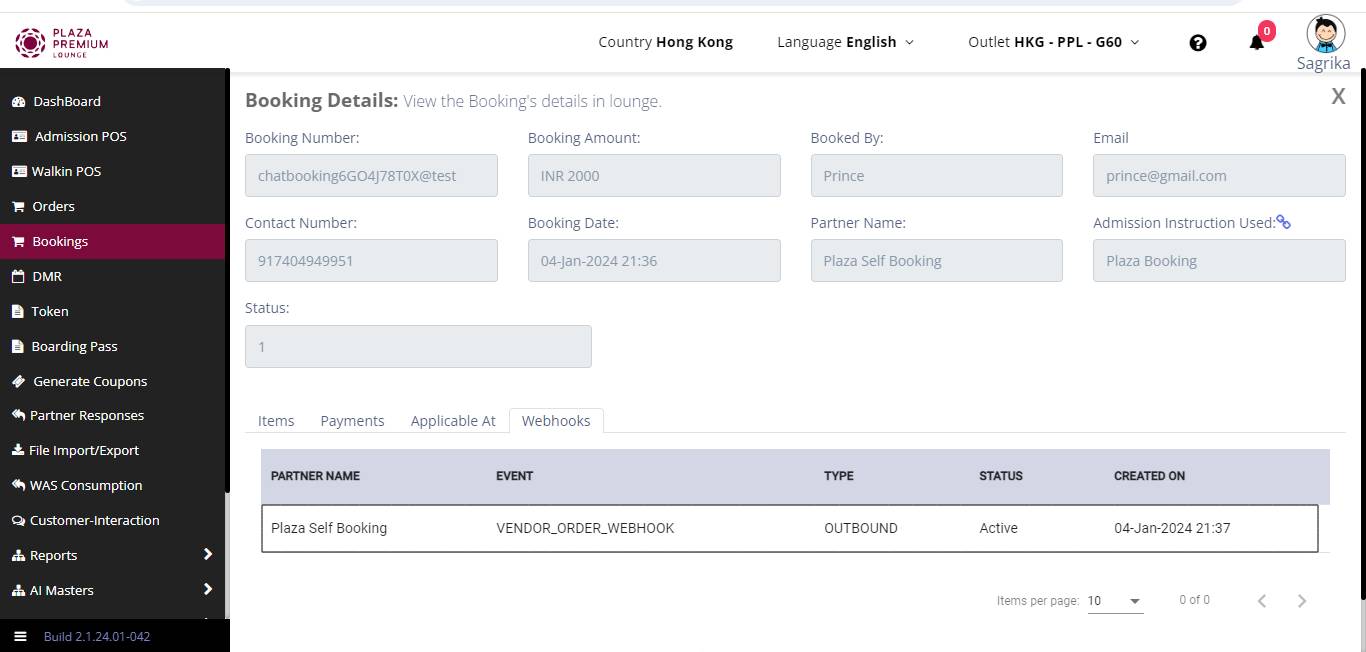 PLAZA
PREMIUM
LOUNGE
Country Hong Kong
Language English
Outlet HKG - PPL - G60
0
Sagrika
DashBoard
Admission POS
Walkin POS
Orders
Bookings
DMR
Token
Boarding Pass
Generate Coupons
Partner Responses
File Import/Export
WAS Consumption
Customer-Interaction
Reports
AI Masters
Build 2.1.24.01-042
Booking Details: View the Booking's details in lounge.
X
Booking Number: Booking Amount: Booked By: Email
chatbooking6GO4J78T0X@test INR 2000 Prince prince@gmail.com
Contact Number: Booking Date: Partner Name: Admission Instruction Used:
917404949951 04-Jan-2024 21:36 Plaza Self Booking Plaza Booking
Status:
1
Items Payments Applicable At Webhooks
PARTNER NAME EVENT TYPE STATUS CREATED ON
Plaza Self Booking VENDOR_ORDER_WEBHOOK OUTBOUND Active 04-Jan-2024 21:37
Items per page: 10 0 of 0